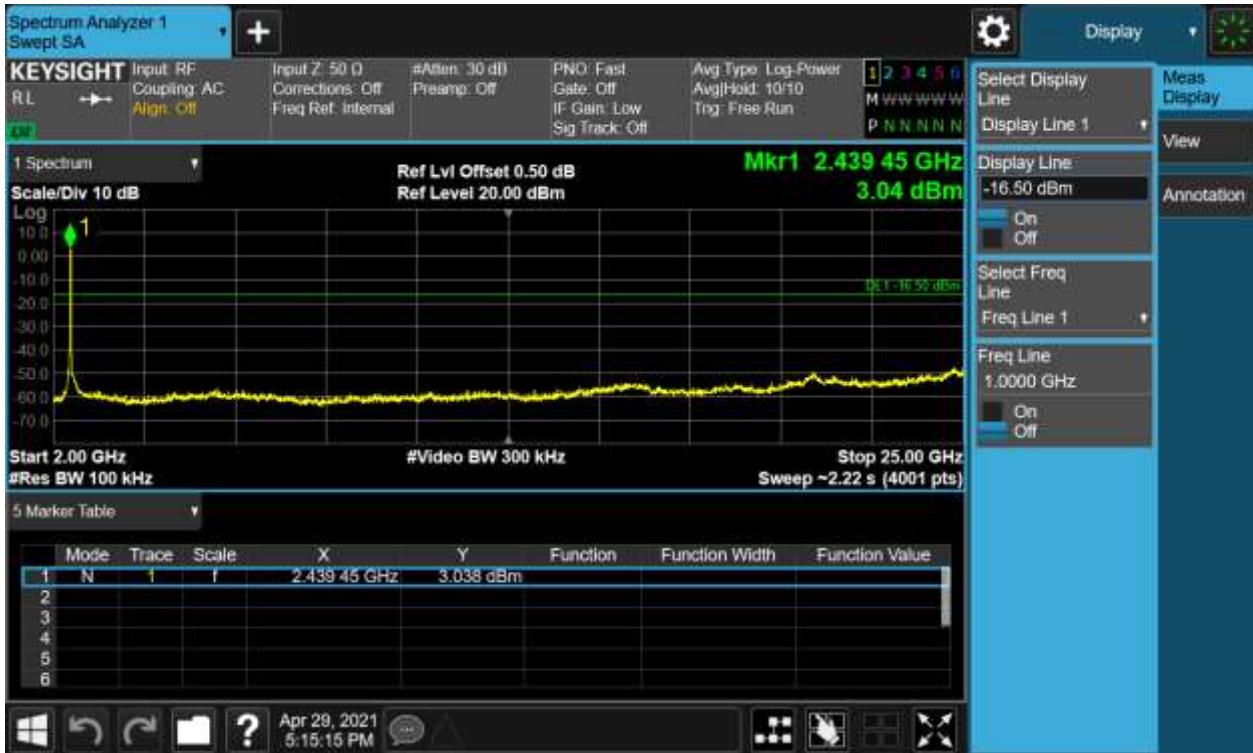 Spectrum Analyzer 1
Swept SA
+
Display
KEYSIGHT
RL
Input: RF
Coupling: AC
Align: Off
Input Z: 50 Ω
Corrections: Off
Freq Ref: Internal
#Atten: 30 dB
Preamp: Off
PNO: Fast
Gate: Off
IF Gain: Low
Sig Track: Off
Avg Type: Log-Power
Avg|Hold: 10/10
Trig: Free Run
1 2 3 4 5 6
M W W W W W
P N N N N N
1 Spectrum
Scale/Div 10 dB
Ref Lvl Offset 0.50 dB
Ref Level 20.00 dBm
Mkr1 2.439 45 GHz
3.04 dBm
Log
1
10.0
0.00
-10.0
-20.0
-30.0
-40.0
-50.0
-60.0
-70.0
DL1 -16.50 dBm
Start 2.00 GHz
#Video BW 300 kHz
Stop 25.00 GHz
#Res BW 100 kHz
Sweep ~2.22 s (4001 pts)
5 Marker Table
Mode Trace Scale X Y Function Function Width Function Value
1 N 1 f 2.439 45 GHz 3.038 dBm
2
3
4
5
6
?
Apr 29, 2021
5:15:15 PM
Select Display
Line
Display Line 1
Display Line
-16.50 dBm
On
Off
Select Freq
Line
Freq Line 1
Freq Line
1.0000 GHz
On
Off
Meas
Display
View
Annotation